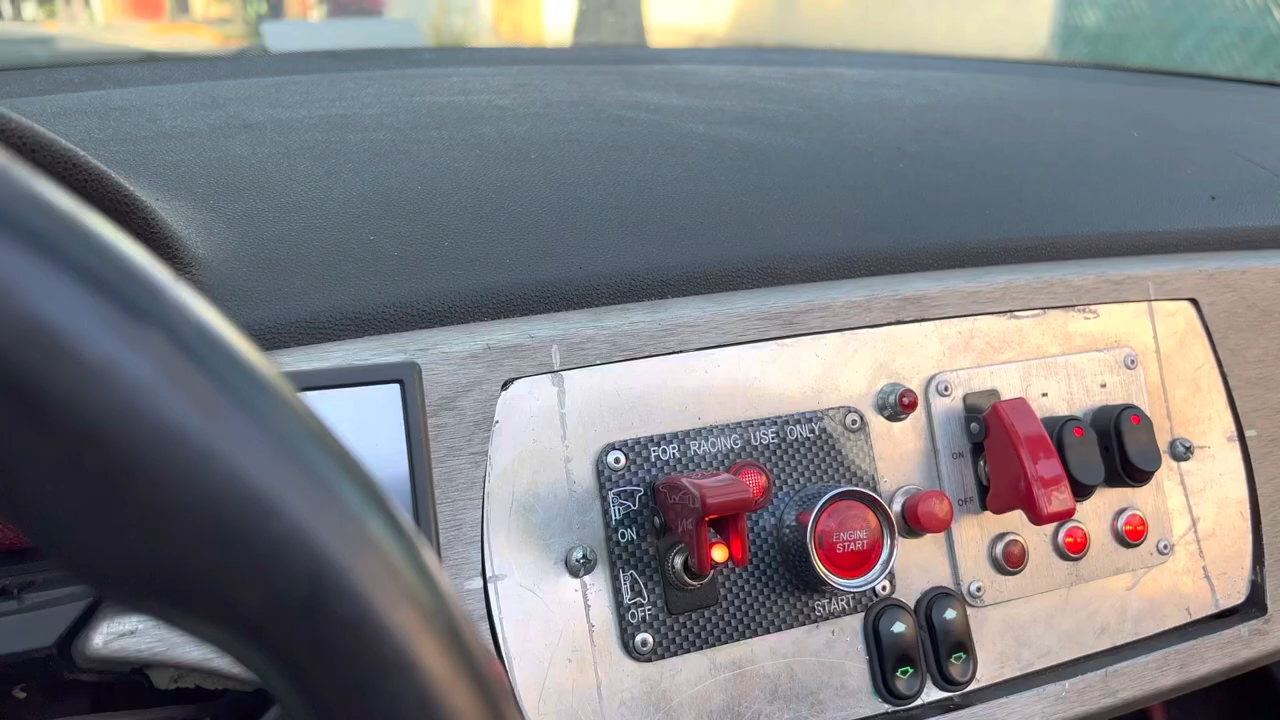 FOR RACING USE ONLY
ON
OFF
ENGINE
START
START
ON
OFF